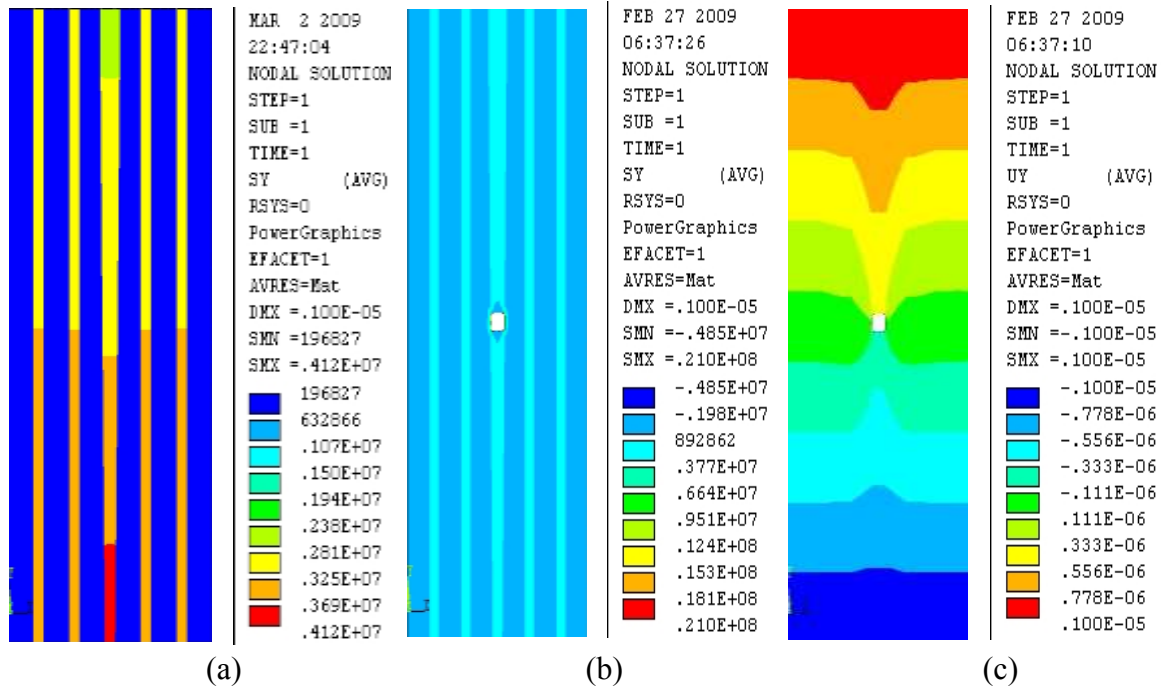 MAR 2 2009
22:47:04
NODAL SOLUTION
STEP=1
SUB =1
TIME=1
SY (AVG)
RSYS=0
PowerGraphics
EFACET=1
AVRES=Mat
DMX =.100E-05
SMN =196827
SMX =.412E+07
196827
632866
.107E+07
.150E+07
.194E+07
.238E+07
.281E+07
.325E+07
.369E+07
.412E+07
(a)
FEB 27 2009
06:37:26
NODAL SOLUTION
STEP=1
SUB =1
TIME=1
SY (AVG)
RSYS=0
PowerGraphics
EFACET=1
AVRES=Mat
DMX =.100E-05
SMN =-.485E+07
SMX =.210E+08
-.485E+07
-.198E+07
892862
.377E+07
.664E+07
.951E+07
.124E+08
.153E+08
.181E+08
.210E+08
(b)
FEB 27 2009
06:37:10
NODAL SOLUTION
STEP=1
SUB =1
TIME=1
UY (AVG)
RSYS=0
PowerGraphics
EFACET=1
AVRES=Mat
DMX =.100E-05
SMN =-.100E-05
SMX =.100E-05
-.100E-05
-.778E-06
-.556E-06
-.333E-06
-.111E-06
.111E-06
.333E-06
.556E-06
.778E-06
.100E-05
(c)